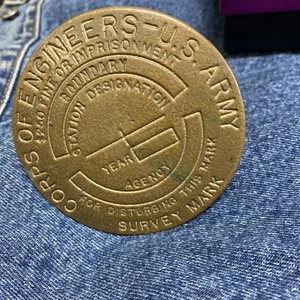 CORPS OF ENGINEERS – U.S. ARMY
SURVEY MARK
$250 FINE OR IMPRISONMENT
FOR DISTURBING THIS MARK
BOUNDARY
STATION DESIGNATION
YEAR
AGENCY